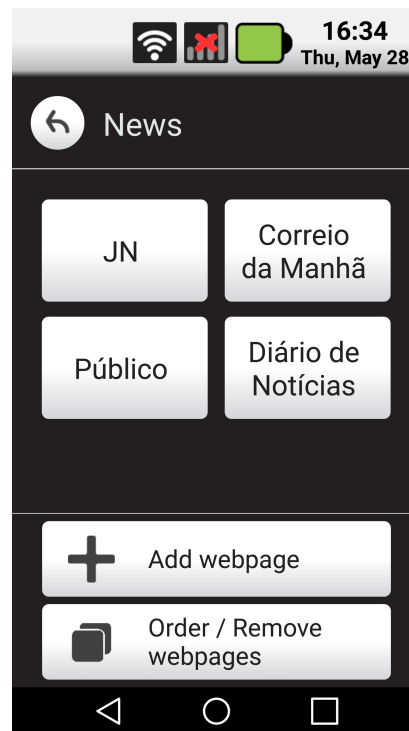 16:34
Thu, May 28
News
JN
Correio
da Manhã
Público
Diário de
Notícias
Add webpage
Order / Remove
webpages